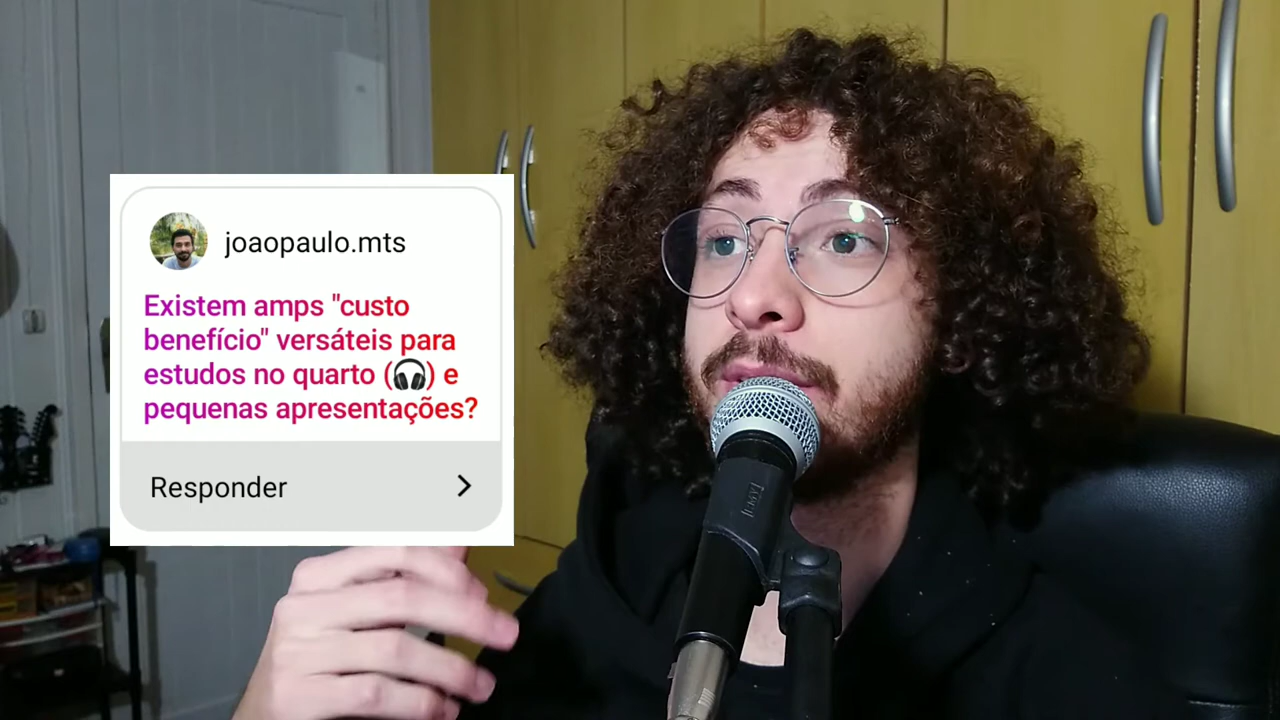 joaopaulo.mts
Existem amps "custo
benefício" versáteis para
estudos no quarto (🎧) e
pequenas apresentações?
Responder